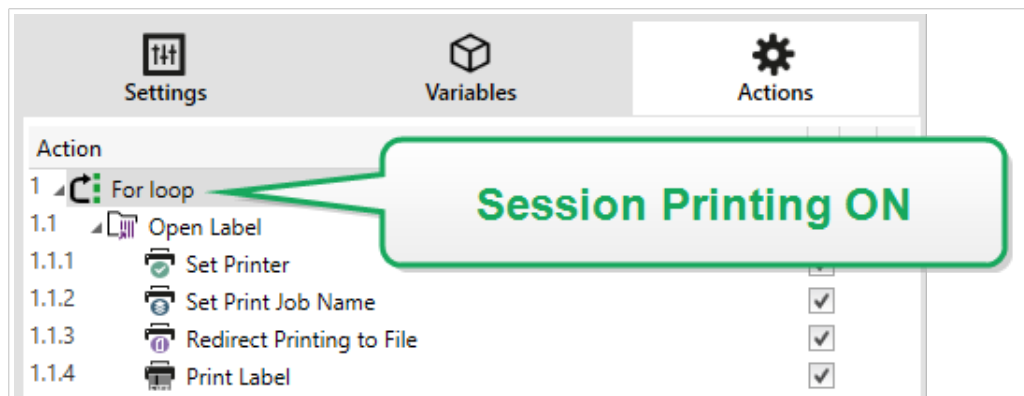 Settings Variables Actions
Action
1 For loop
Session Printing ON
1.1 Open Label
1.1.1 Set Printer
1.1.2 Set Print Job Name
1.1.3 Redirect Printing to File
1.1.4 Print Label